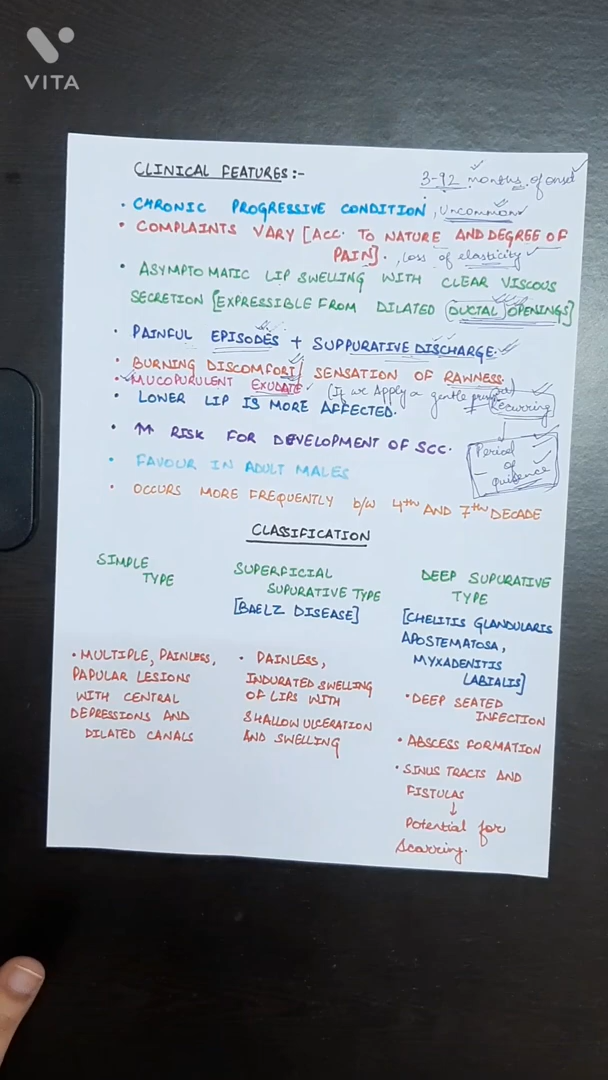 VITA
CLINICAL FEATURES:-
3-92 months of onset
• CHRONIC PROGRESSIVE CONDITION, Uncommon
• COMPLAINTS VARY [ACC. TO NATURE AND DEGREE OF
PAIN]. , loss of elasticity
• ASYMPTOMATIC LIP SWELLING WITH CLEAR VISCOUS
SECRETION [EXPRESSIBLE FROM DILATED (DUCTAL) OPENINGS]
• PAINFUL EPISODES + SUPPURATIVE DISCHARGE.
• BURNING DISCOMFORT/ SENSATION OF RAWNESS.
• MUCOPURULENT EXUDATE (If we Apply a gentle
• LOWER LIP IS MORE AFFECTED.
recurring
• ↑↑ RISK FOR DEVELOPMENT OF SCC.
Period
of
quisence
• FAVOUR IN ADULT MALES
• OCCURS MORE FREQUENTLY b/w 4th AND 7th DECADE
CLASSIFICATION
SIMPLE
TYPE
• MULTIPLE, PAINLESS,
PAPULAR LESIONS
WITH CENTRAL
DEPRESSIONS AND
DILATED CANALS
SUPERFICIAL
SUPURATIVE TYPE
[BAELZ DISEASE]
• PAINLESS,
INDURATED SWELLING
OF LIPS WITH
SHALLOW ULCERATION
AND SWELLING
DEEP SUPURATIVE
TYPE
[CHELITIS GLANDULARIS
APOSTEMATOSA,
MYXADENITIS
LABIALIS]
• DEEP SEATED
INFECTION
• ABSCESS FORMATION
• SINUS TRACTS AND
FISTULAS
↓
Potential for
Scarring.